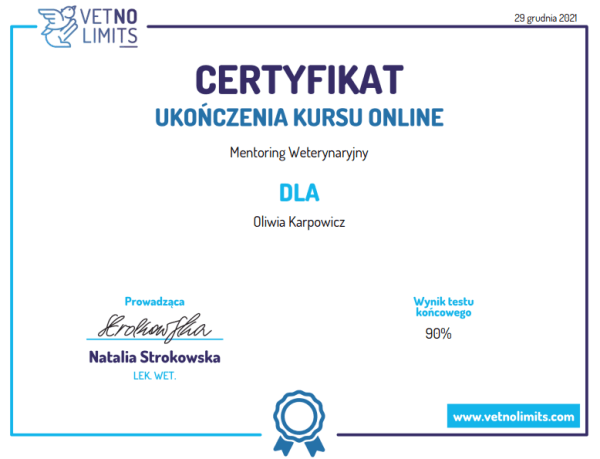 VETNO
LIMITS
29 grudnia 2021
CERTYFIKAT
UKOŃCZENIA KURSU ONLINE
Mentoring Weterynaryjny
DLA
Oliwia Karpowicz
Prowadząca
Strokowska
Natalia Strokowska
LEK. WET.
Wynik testu
końcowego
90%
www.vetnolimits.com